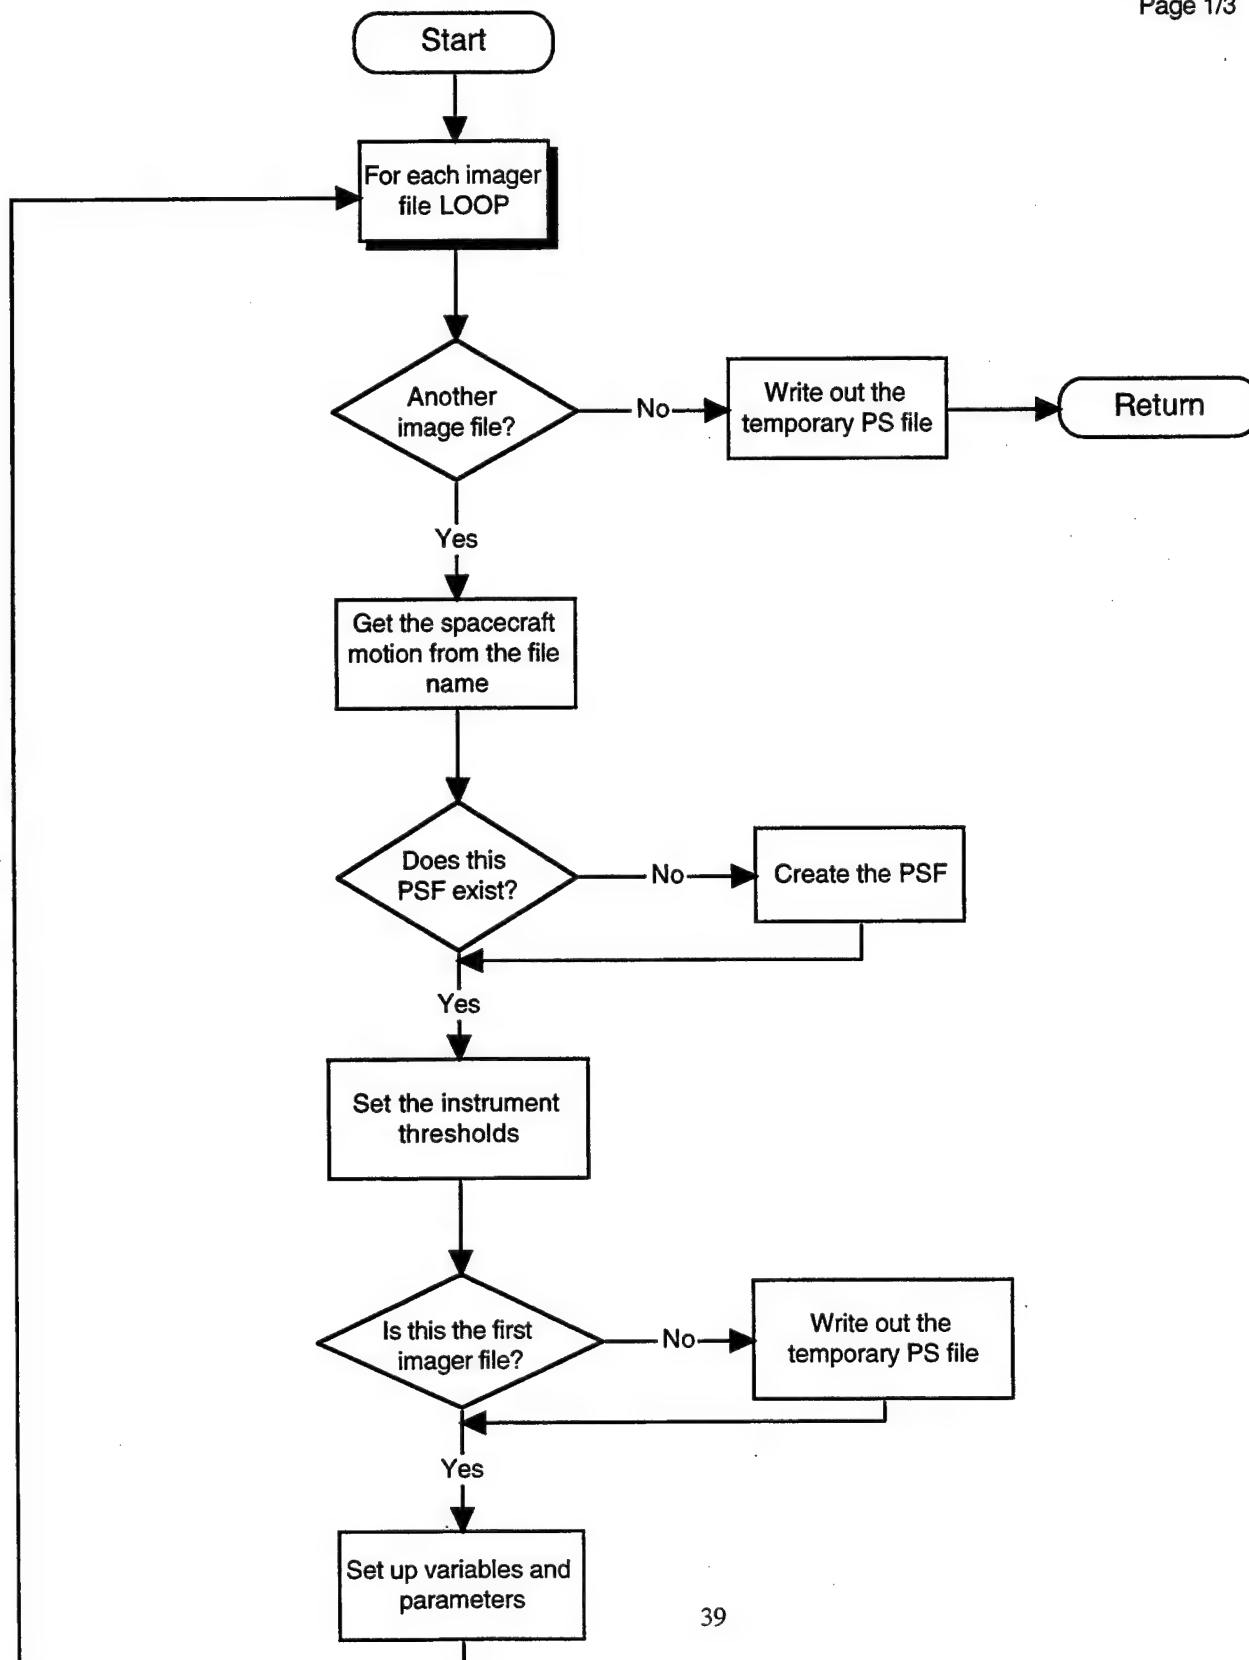 Page 1/3
Start
For each imager
file LOOP
Another
image file?
No
Write out the
temporary PS file
Return
Yes
Get the spacecraft
motion from the file
name
Does this
PSF exist?
No
Create the PSF
Yes
Set the instrument
thresholds
Is this the first
imager file?
No
Write out the
temporary PS file
Yes
Set up variables and
parameters
39